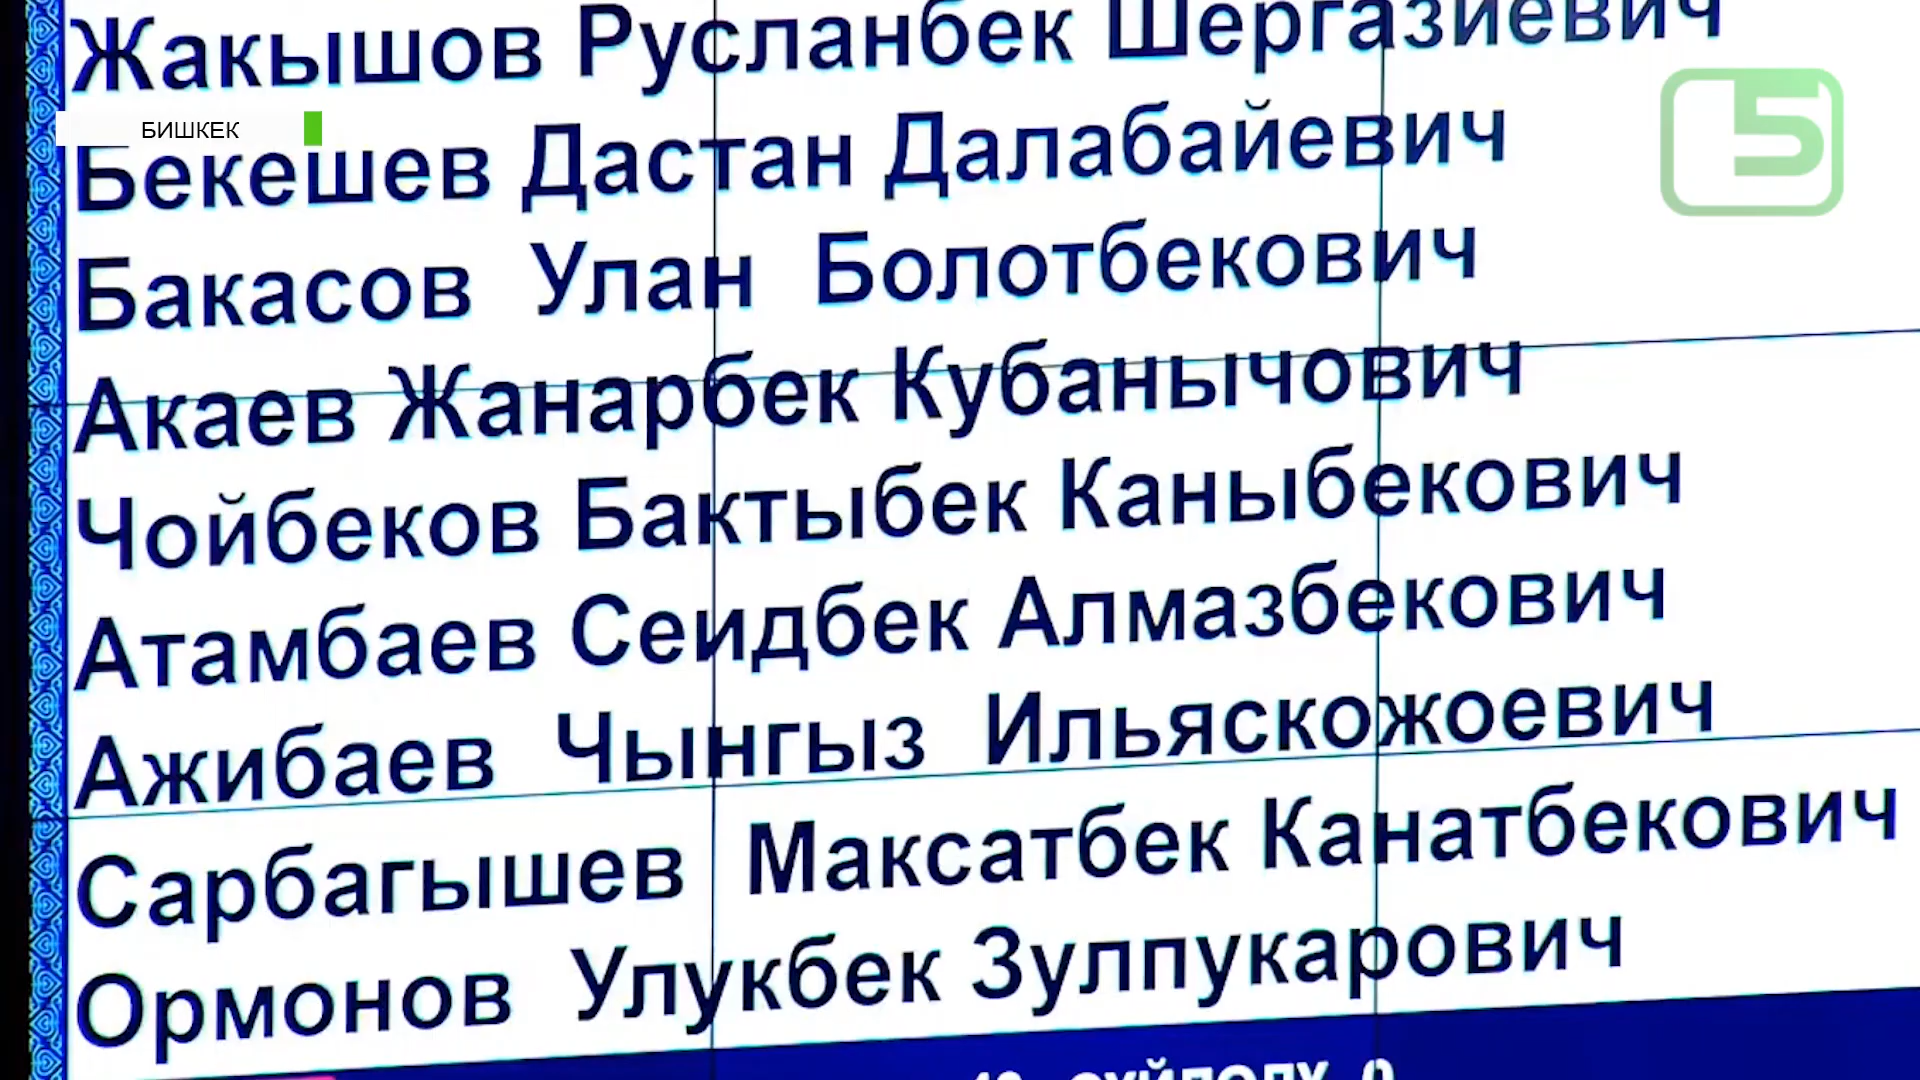 Жакышов Русланбек Шергазиевич
БИШКЕК
Бекешев Дастан Далабайевич
Бакасов Улан Болотбекович
Акаев Жанарбек Кубанычович
Чойбеков Бактыбек Каныбекович
Атамбаев Сеидбек Алмазбекович
Ажибаев Чынгыз Ильяскожоевич
Сарбагышев Максатбек Канатбекович
Ормонов Улукбек Зулпукарович